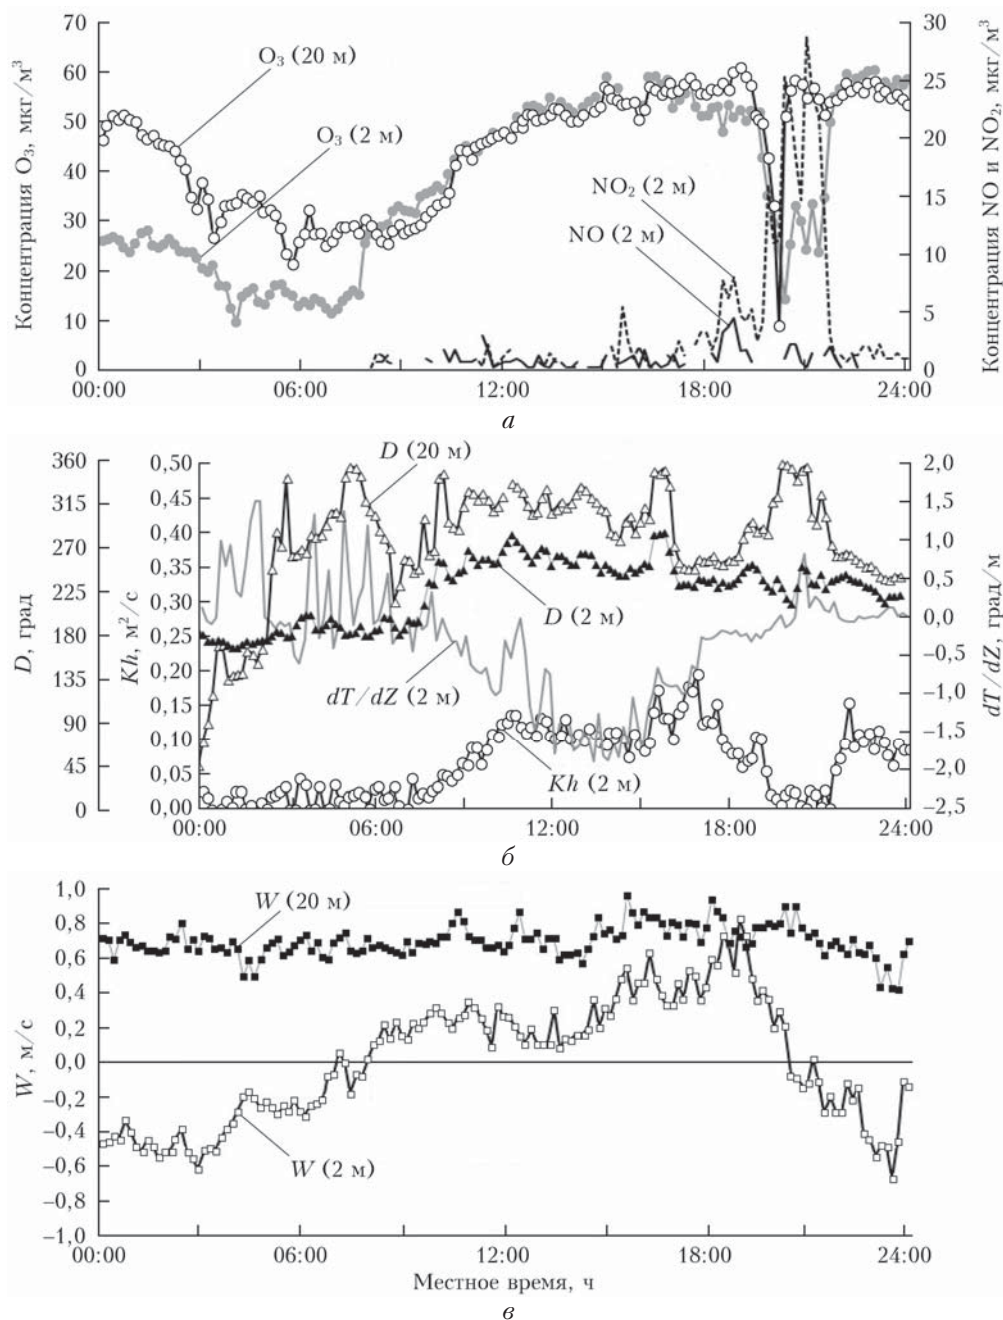 Концентрация O₃, мкг/м³
70
60
50
40
30
20
10
0
O₃ (20 м)
O₃ (2 м)
NO₂ (2 м)
NO (2 м)
30
25
20
15
10
5
0
Концентрация NO и NO₂, мкг/м³
00:00 06:00 12:00 18:00 24:00
а
D, град
360
315
270
225
180
135
90
45
0
Kh, м²/с
0,50
0,45
0,40
0,35
0,30
0,25
0,20
0,15
0,10
0,05
0,00
D (20 м)
D (2 м)
dT/dZ (2 м)
Kh (2 м)
2,0
1,5
1,0
0,5
0,0
–0,5
–1,0
–1,5
–2,0
–2,5
dT/dZ, град/м
00:00 06:00 12:00 18:00 24:00
б
W, м/с
1,0
0,8
0,6
0,4
0,2
0,0
–0,2
–0,4
–0,6
–0,8
–1,0
W (20 м)
W (2 м)
00:00 06:00 12:00 18:00 24:00
Местное время, ч
в